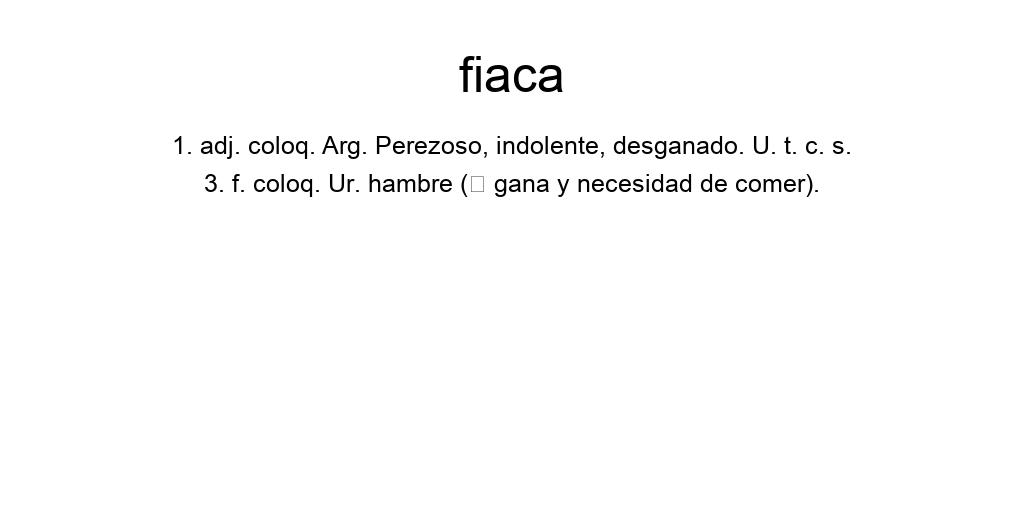 fiaca
1. adj. coloq. Arg. Perezoso, indolente, desganado. U. t. c. s.
3. f. coloq. Ur. hambre (□ gana y necesidad de comer).